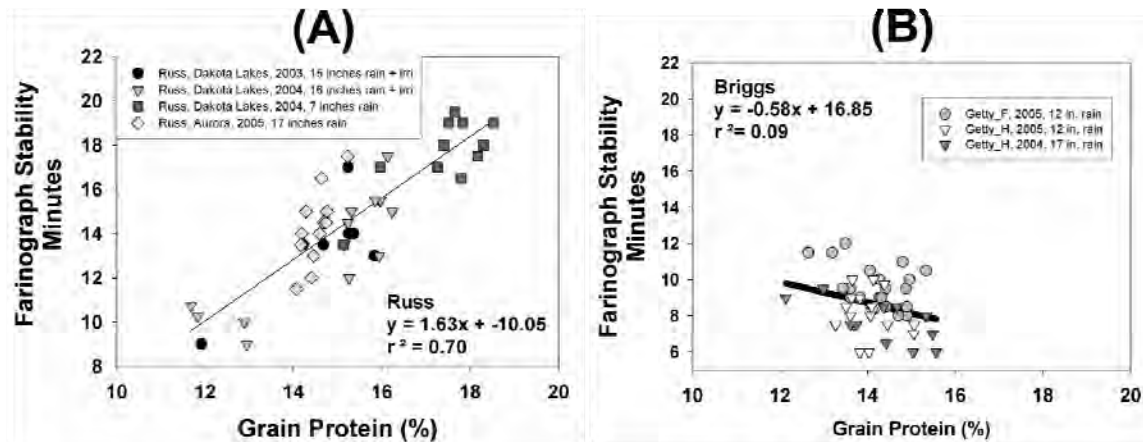 (A)
Farinograph Stability
Minutes
22
20
18
16
14
12
10
8
Russ, Dakota Lakes, 2003, 15 inches rain + irri
Russ, Dakota Lakes, 2004, 16 inches rain + irri
Russ, Dakota Lakes, 2004, 7 inches rain
Russ, Aurora, 2005, 17 inches rain
Russ
y = 1.63x + -10.05
r ² = 0.70
10 12 14 16 18 20
Grain Protein (%)
(B)
Farinograph Stability
Minutes
22
20
18
16
14
12
10
8
6
Briggs
y = -0.58x + 16.85
r ²= 0.09
Getty_F, 2005, 12 in. rain
Getty_H, 2005, 12 in. rain
Getty_H, 2004, 17 in. rain
10 12 14 16 18 20
Grain Protein (%)